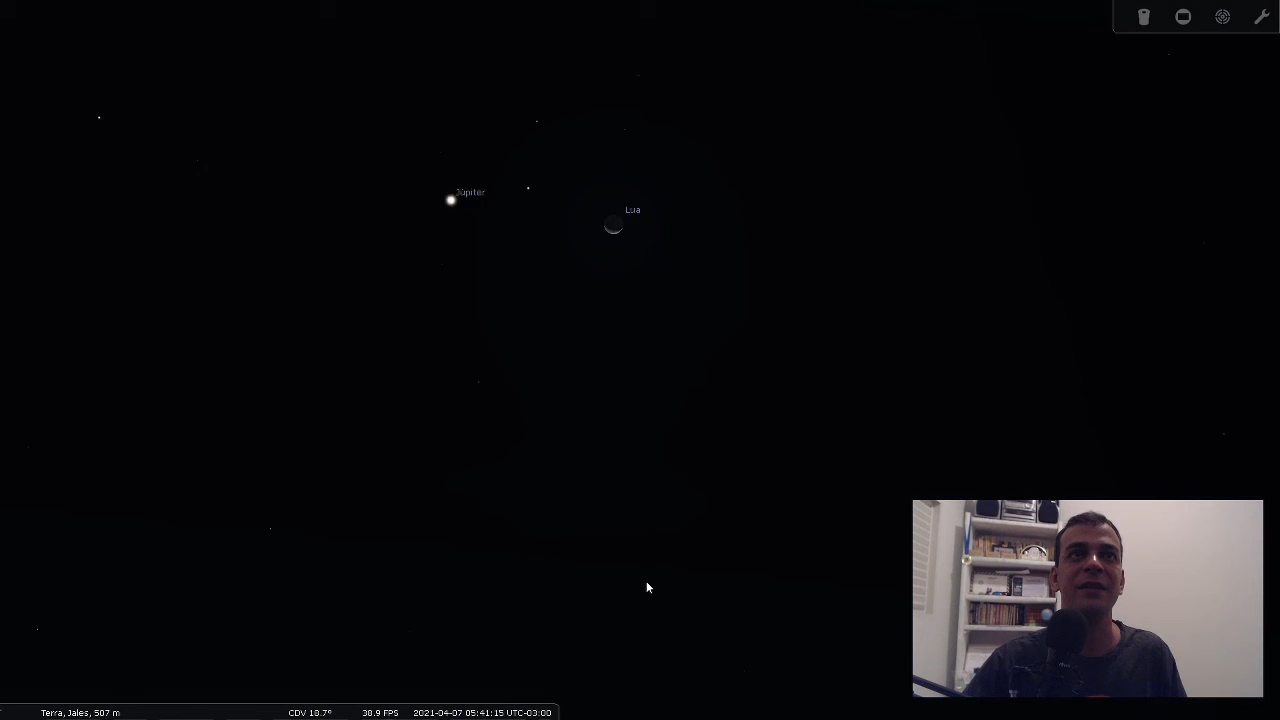 Júpiter
Lua
Terra, Jales, 507 m
CDV 18.7°
38.9 FPS
2021-04-07 05:41:15 UTC-03:00